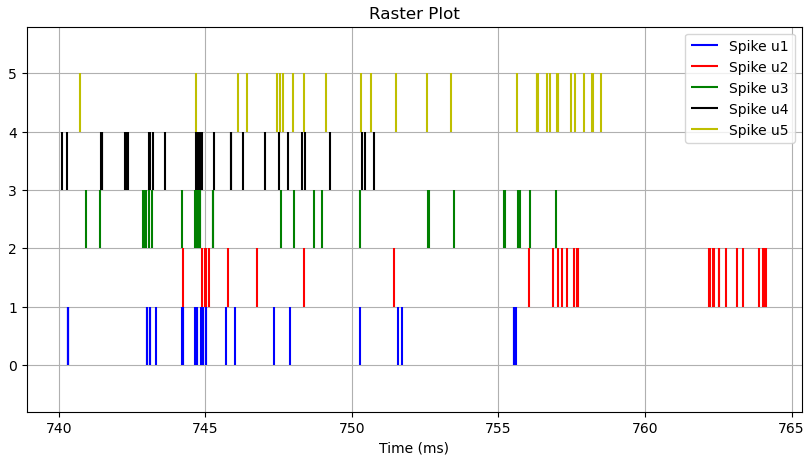 Raster Plot
Spike u1
Spike u2
Spike u3
Spike u4
Spike u5
5
4
3
2
1
0
740 745 750 755 760 765
Time (ms)